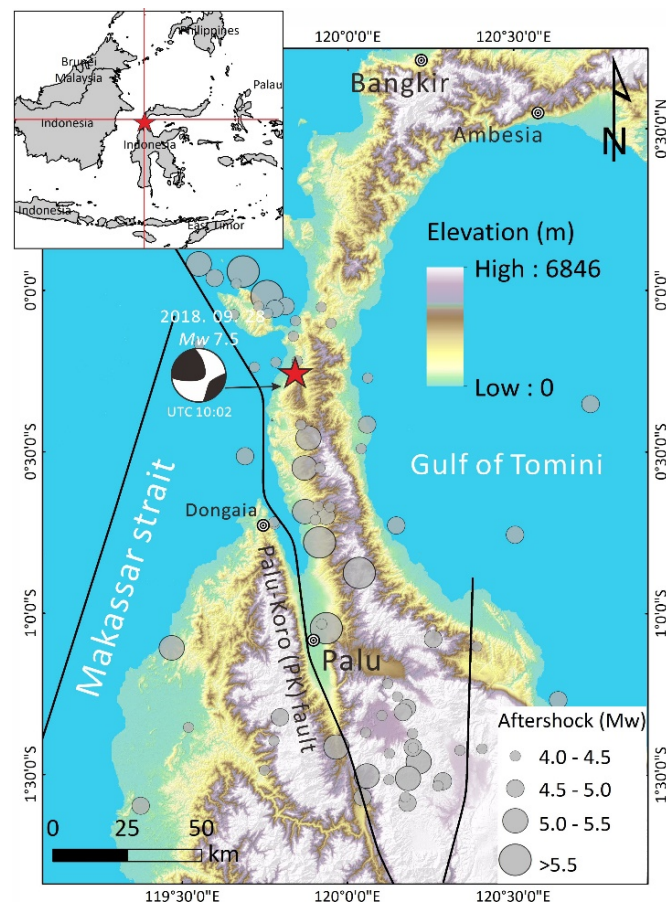 120°0'0"
120°30'0"
Philippines
Brunei
Malaysia
Palau
Indonesia
Indonesia
Indonesia
East Timor
Bangkir
Ambesia
N
0°30'0"N
0°30'0"N
Elevation (m)
High : 6846
Low : 0
0°0'0"
0°0'0"
2018. 09. 28
Mw 7.5
UTC 10:02
0°30'0"S
0°30'0"S
Gulf of Tomini
Makassar strait
Dongaia
Palu-Koro (PK) fault
1°0'0"S
1°0'0"S
Palu
Aftershock (Mw)
4.0 - 4.5
4.5 - 5.0
5.0 - 5.5
>5.5
1°30'0"S
1°30'0"S
0 25 50
km
119°30'0"
120°0'0"
120°30'0"